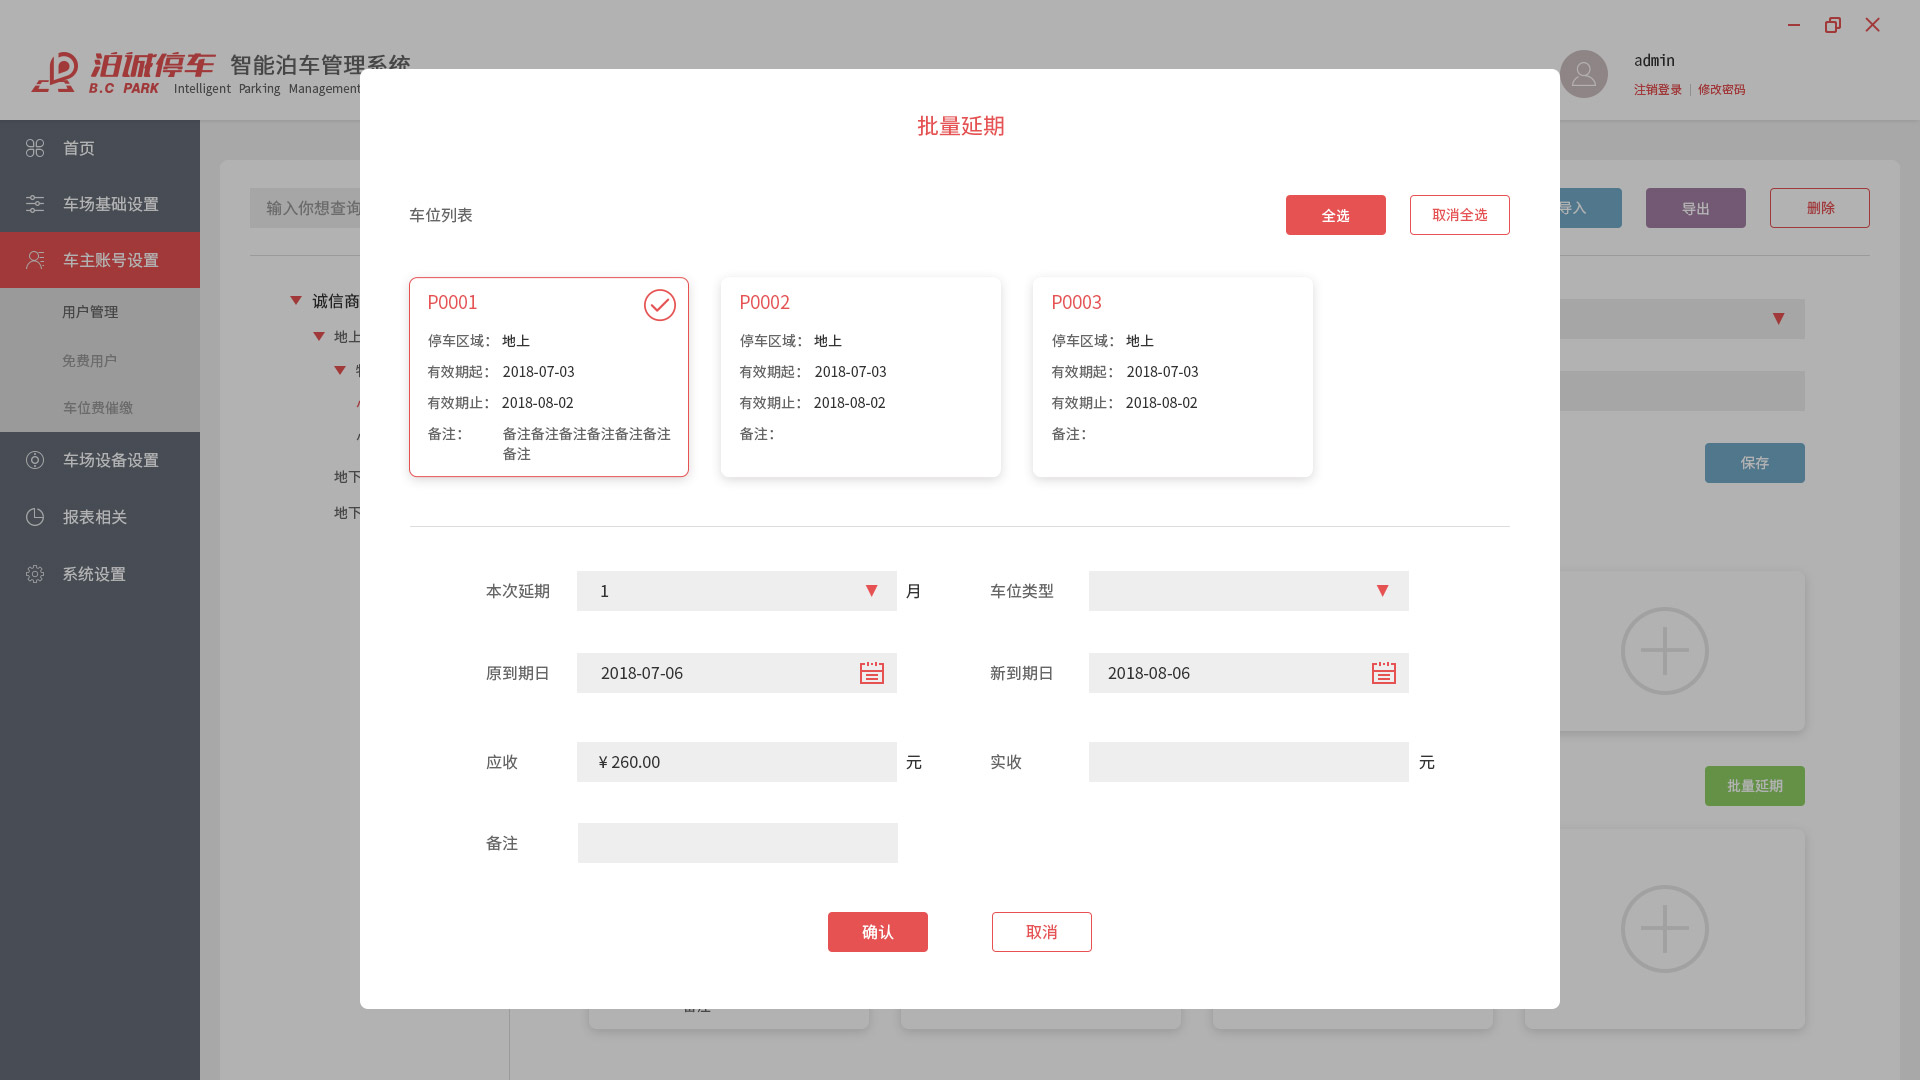 泊诚停车 智能泊车管理系统
B.C PARK Intelligent Parking Management
admin
注销登录 | 修改密码
首页
车场基础设置
车主账号设置
用户管理
免费用户
车位费催缴
车场设备设置
报表相关
系统设置
输入你想查询
导入
导出
删除
诚信商
地上
地下
地下
保存
批量延期
批量延期
车位列表
全选
取消全选
P0001
停车区域： 地上
有效期起： 2018-07-03
有效期止： 2018-08-02
备注： 备注备注备注备注备注备注
备注
P0002
停车区域： 地上
有效期起： 2018-07-03
有效期止： 2018-08-02
备注：
P0003
停车区域： 地上
有效期起： 2018-07-03
有效期止： 2018-08-02
备注：
本次延期 1 月
车位类型
原到期日 2018-07-06
新到期日 2018-08-06
应收 ¥ 260.00 元
实收 元
备注
确认
取消